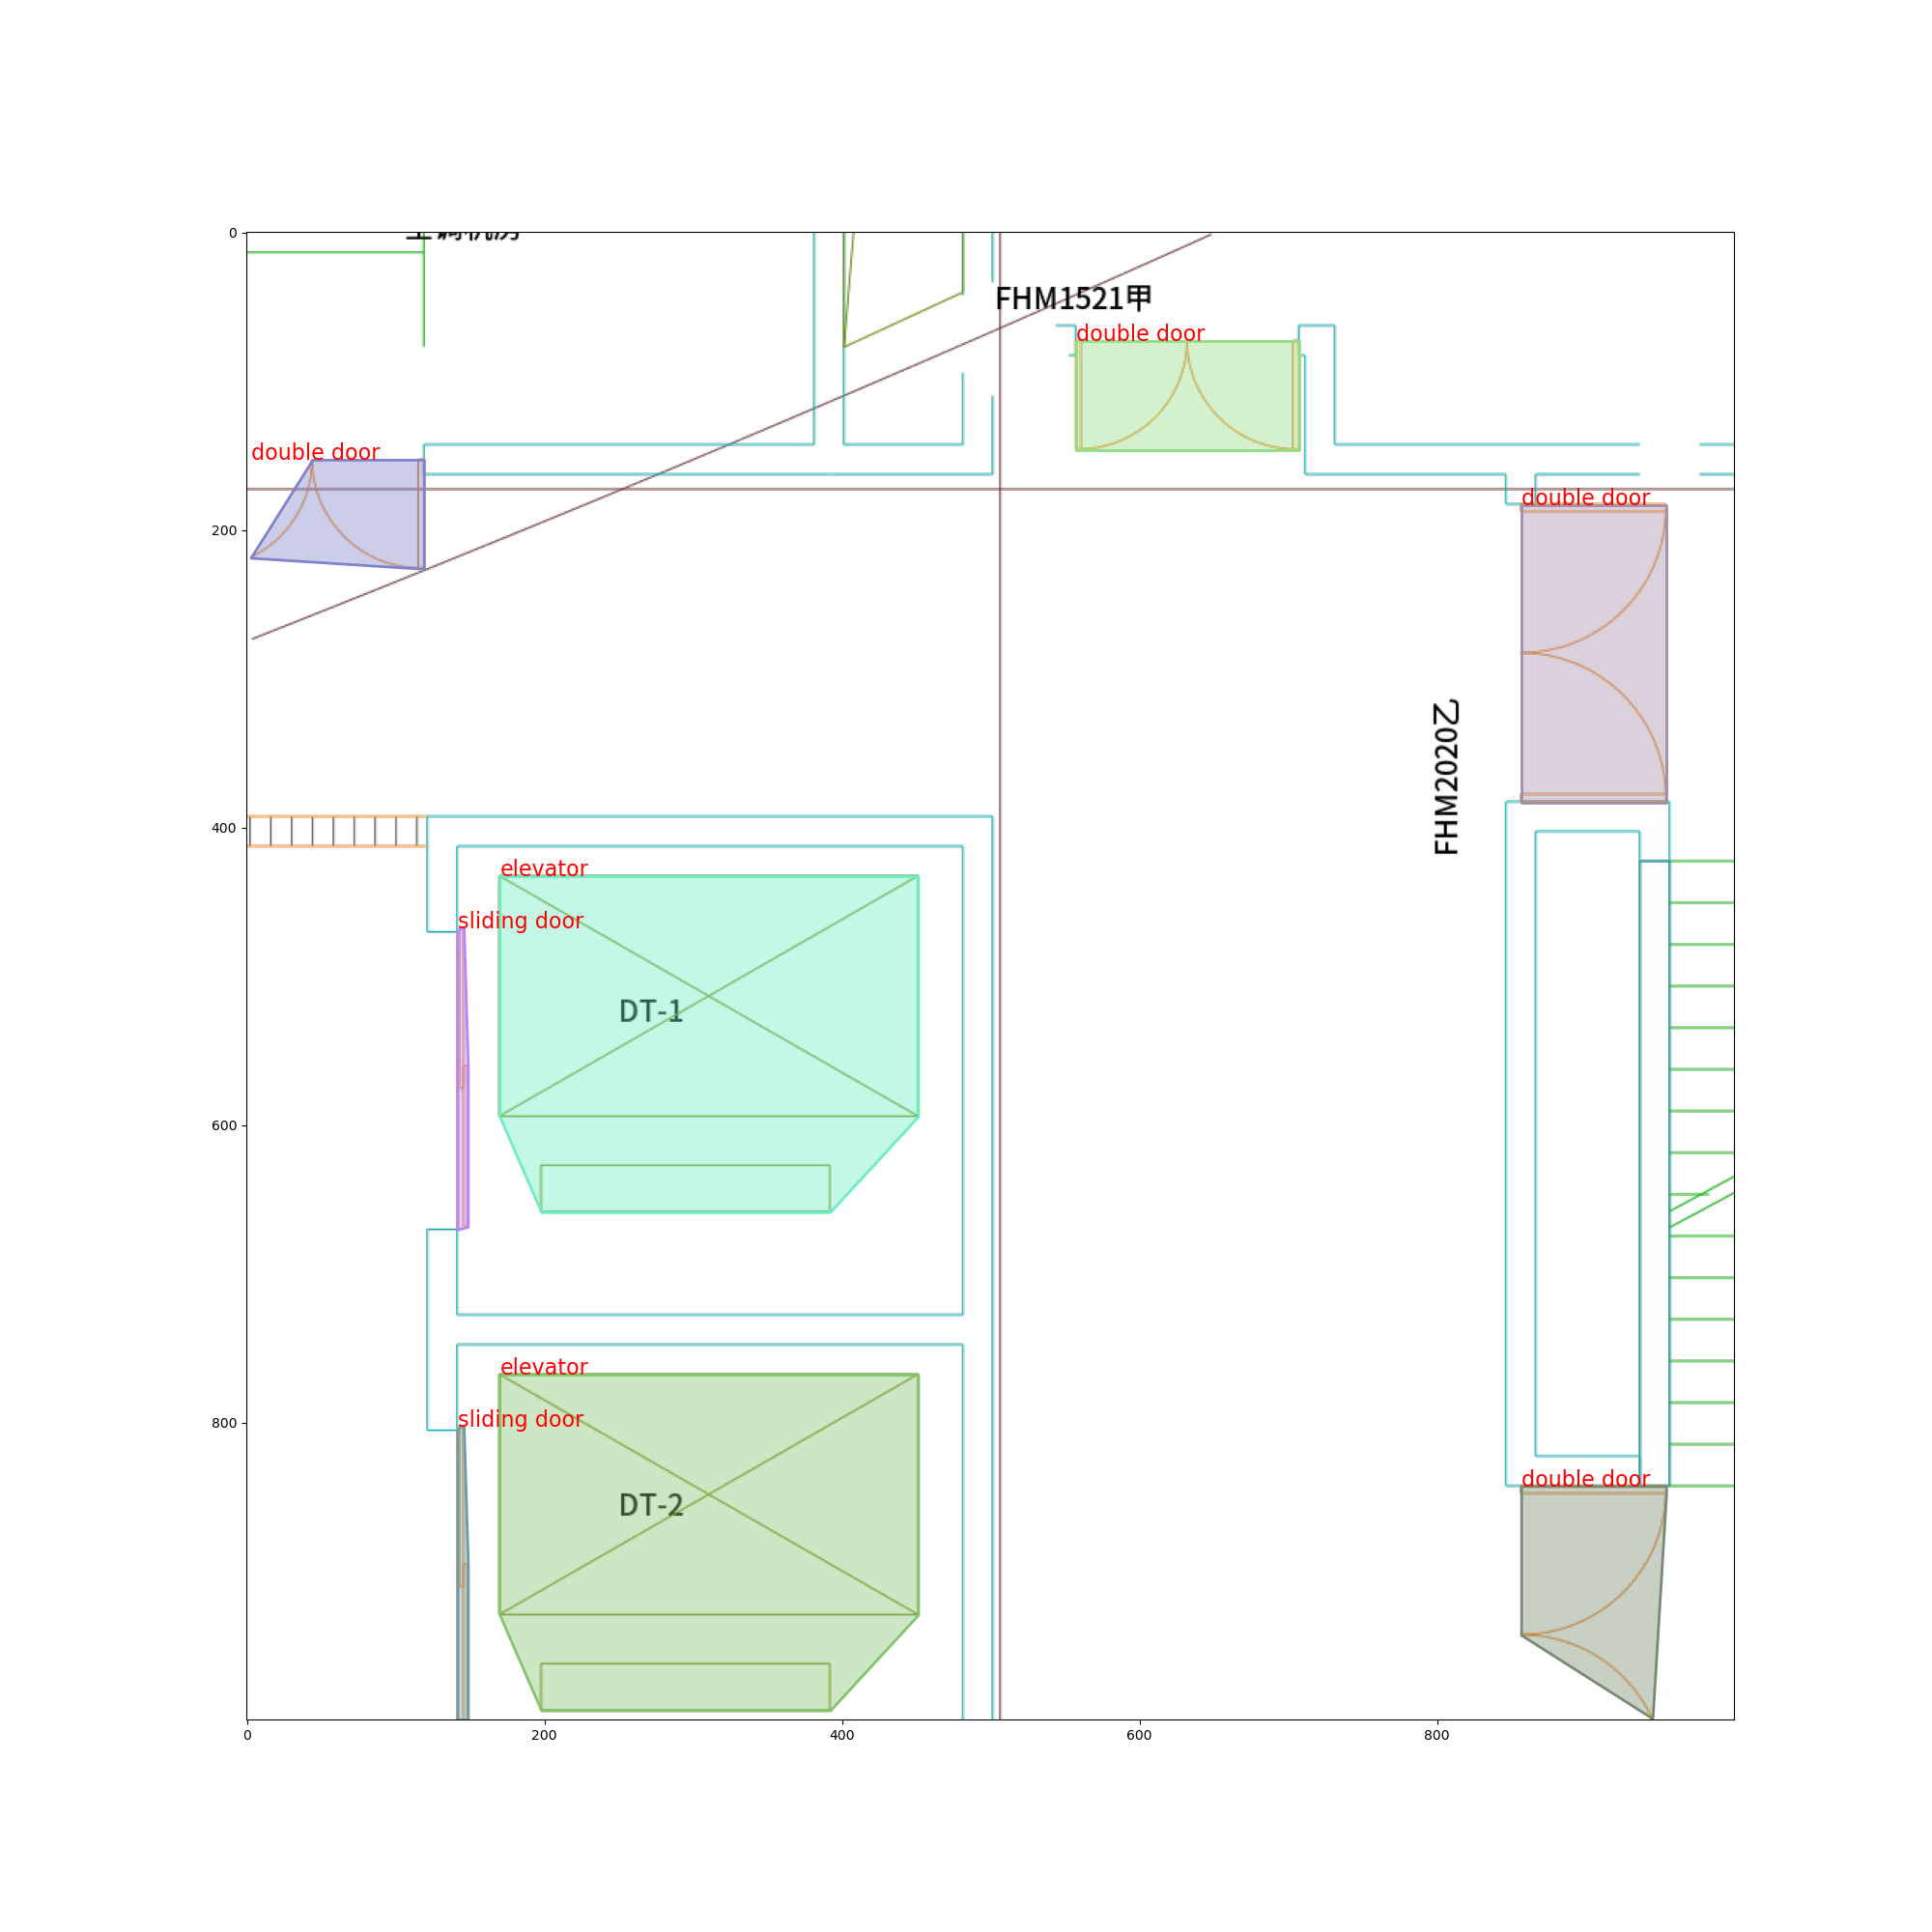 0
FHM1521甲
double door
double door
double door
200
FHM2020乙
400
elevator
sliding door
DT-1
600
elevator
800
sliding door
double door
DT-2
0
200
400
600
800